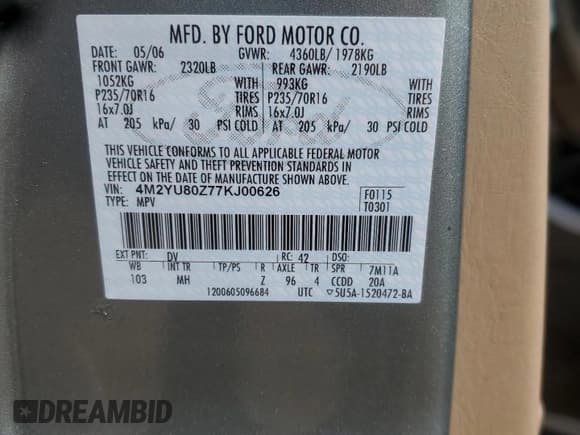 MFD. BY FORD MOTOR CO.
DATE: 05/06 GVWR: 4360LB/ 1978KG
FRONT GAWR: 2320LB REAR GAWR: 2190LB
1052KG WITH 993KG WITH
P235/70R16 TIRES P235/70R16 TIRES
16x7.0J RIMS 16x7.0J RIMS
AT 205 kPa/ 30 PSI COLD AT 205 kPa/ 30 PSI COLD
THIS VEHICLE CONFORMS TO ALL APPLICABLE FEDERAL MOTOR
VEHICLE SAFETY AND THEFT PREVENTION STANDARDS IN
EFFECT ON THE DATE OF MANUFACTURE SHOWN ABOVE.
VIN: 4M2YU80Z77KJ00626 F0115
TYPE: MPV T0301
EXT PNT: DV RC: 42 DSO:
WB INT TR TP/PS R AXLE TR SPR 7M11A
103 MH Z 96 4 CCDD 20A
1200605096684 UTC ▽5U5A-1520472-BA
Ford
DREAMBID